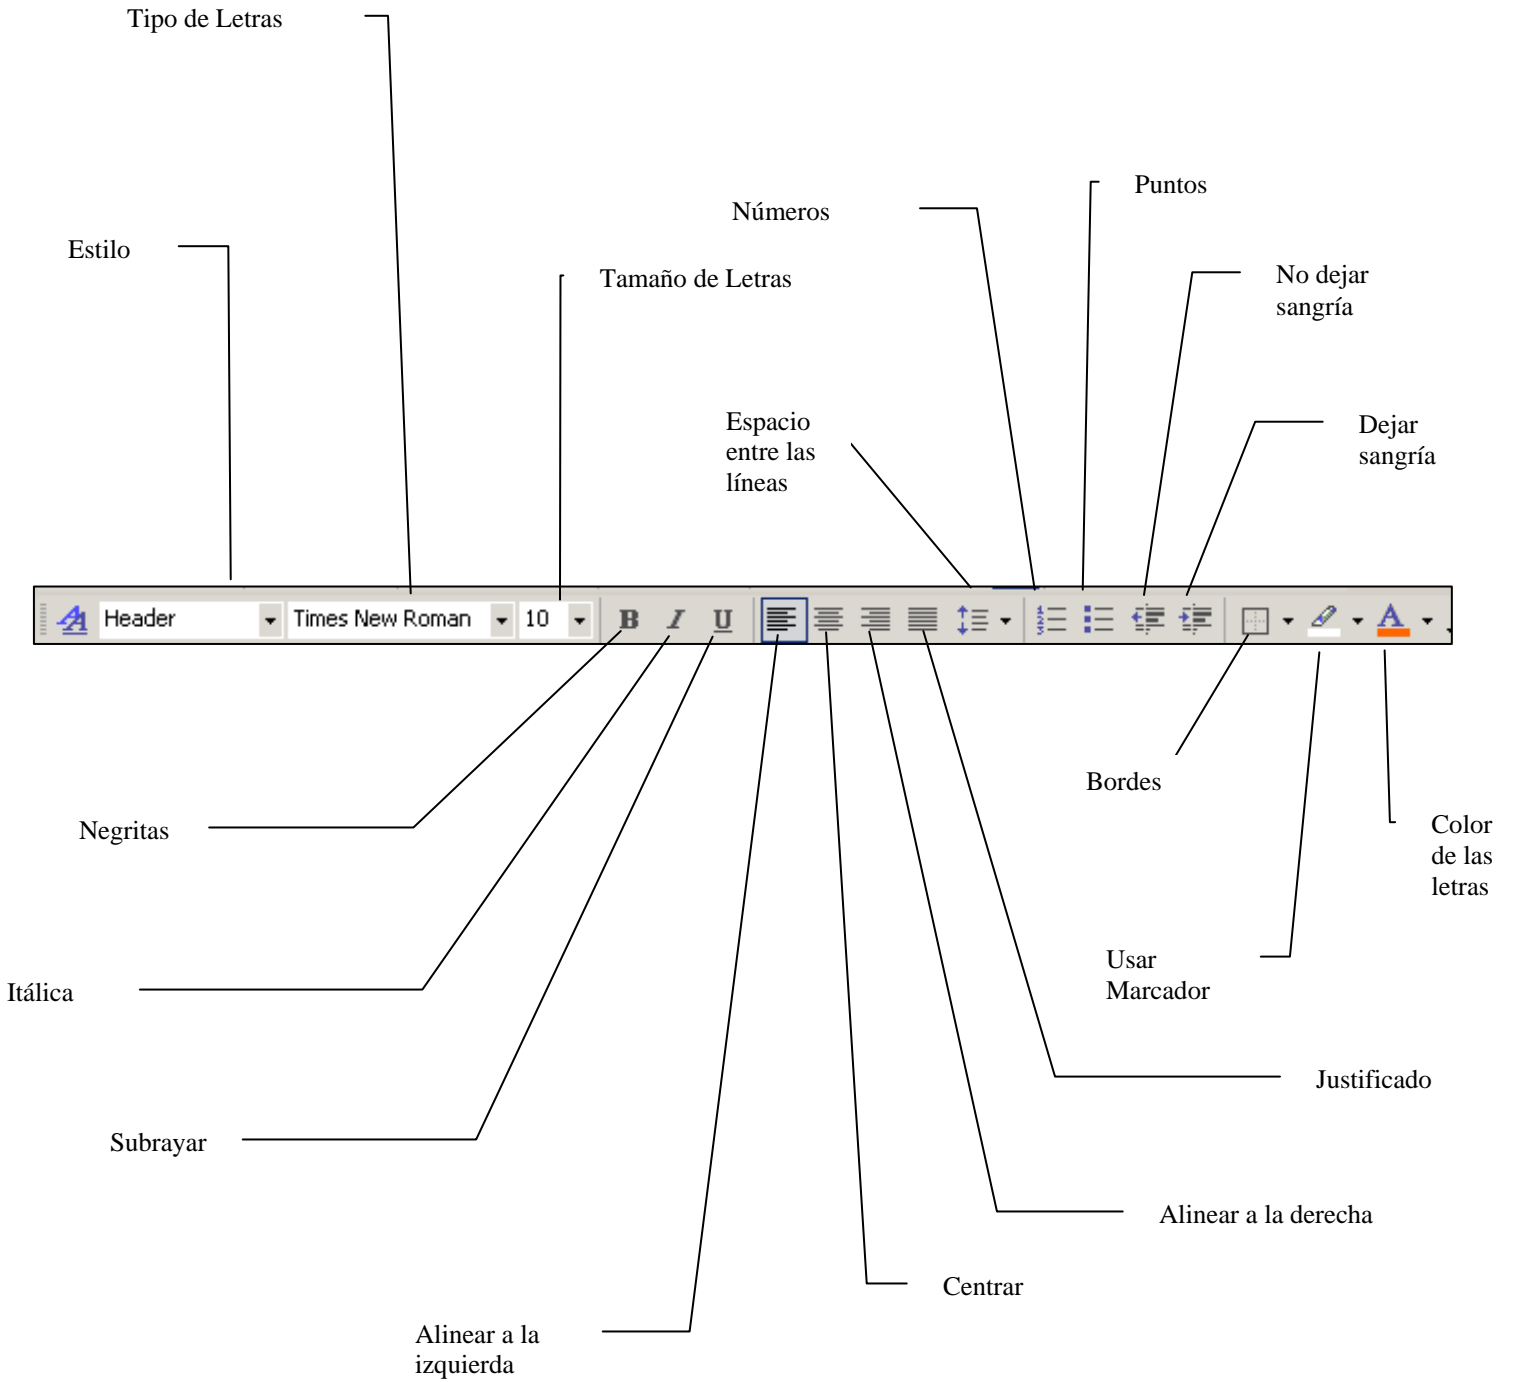 Tipo de Letras
Puntos
Números
Estilo
Tamaño de Letras
No dejar
sangría
Espacio
entre las
líneas
Dejar
sangría
Header
Times New Roman
10
B
I
U
A
Bordes
Negritas
Color
de las
letras
Usar
Marcador
Itálica
Justificado
Subrayar
Alinear a la derecha
Centrar
Alinear a la
izquierda